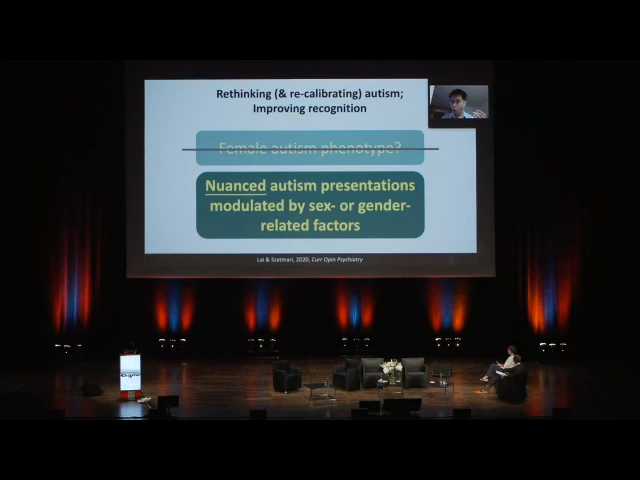 Rethinking (& re-calibrating) autism;
Improving recognition
Female autism phenotype?
Nuanced autism presentations
modulated by sex- or gender-
related factors
Lai & Szatmari, 2020, Curr Opin Psychiatry